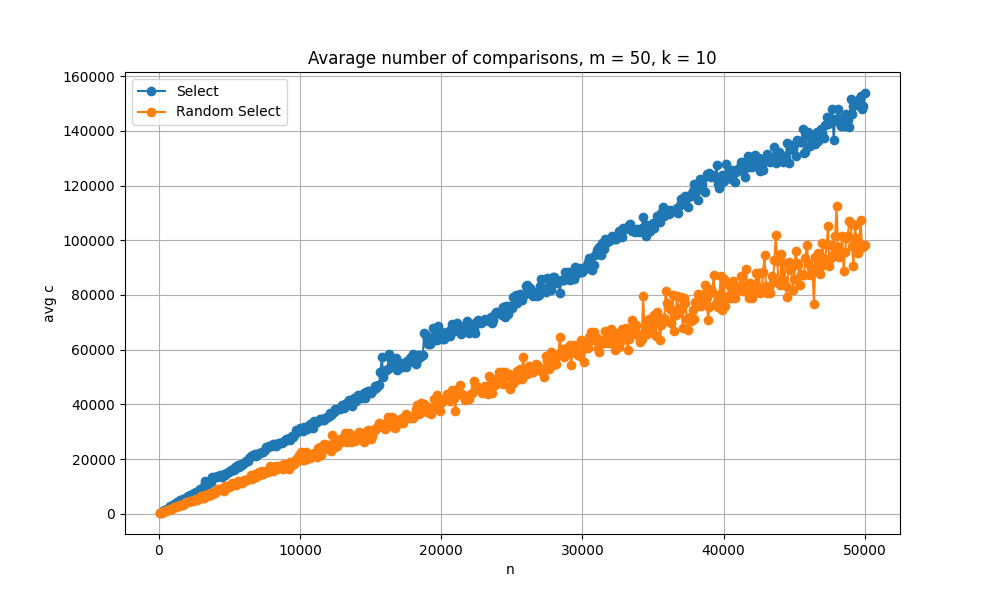 Avarage number of comparisons, m = 50, k = 10
160000
140000
120000
100000
80000
60000
40000
20000
0
avg c
Select
Random Select
0 10000 20000 30000 40000 50000
n